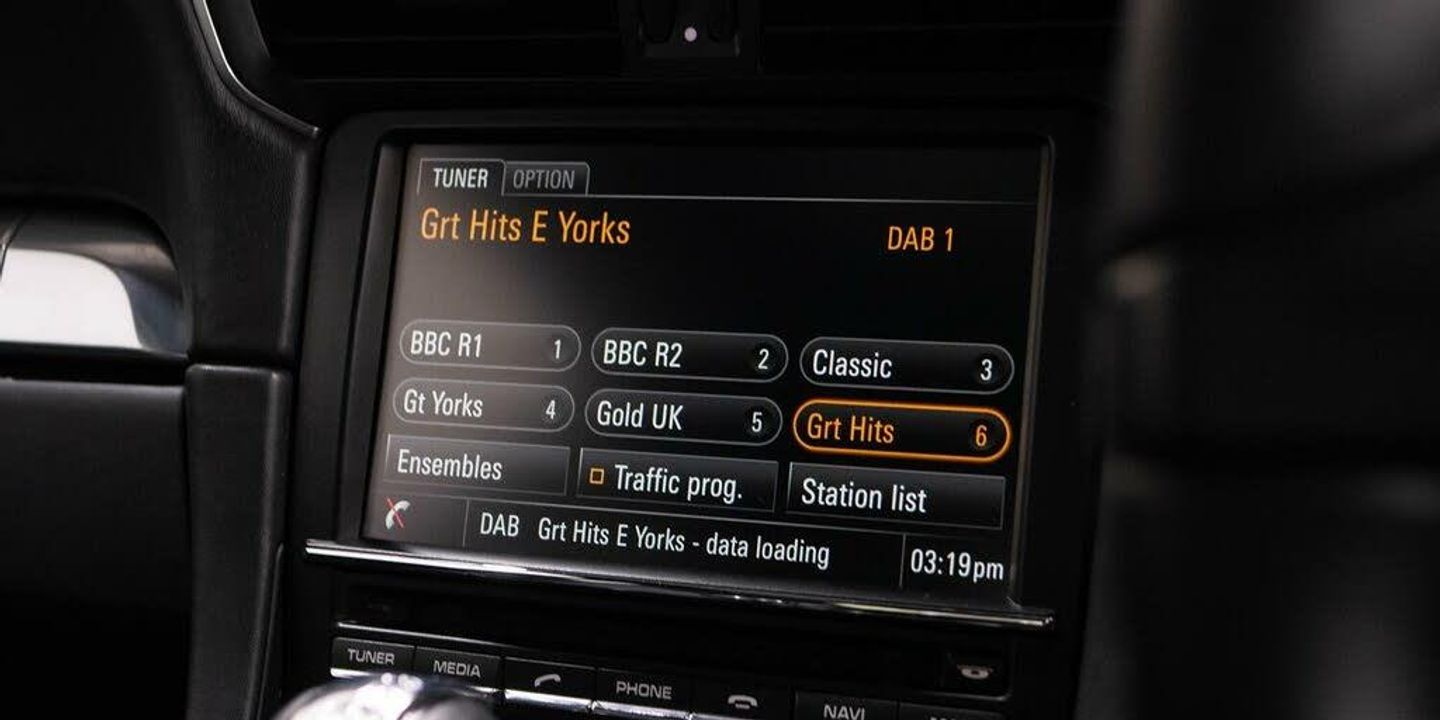 TUNER OPTION
Grt Hits E Yorks DAB 1
BBC R1 1 BBC R2 2 Classic 3
Gt Yorks 4 Gold UK 5 Grt Hits 6
Ensembles Traffic prog. Station list
DAB Grt Hits E Yorks - data loading 03:19pm
TUNER MEDIA PHONE NAVI